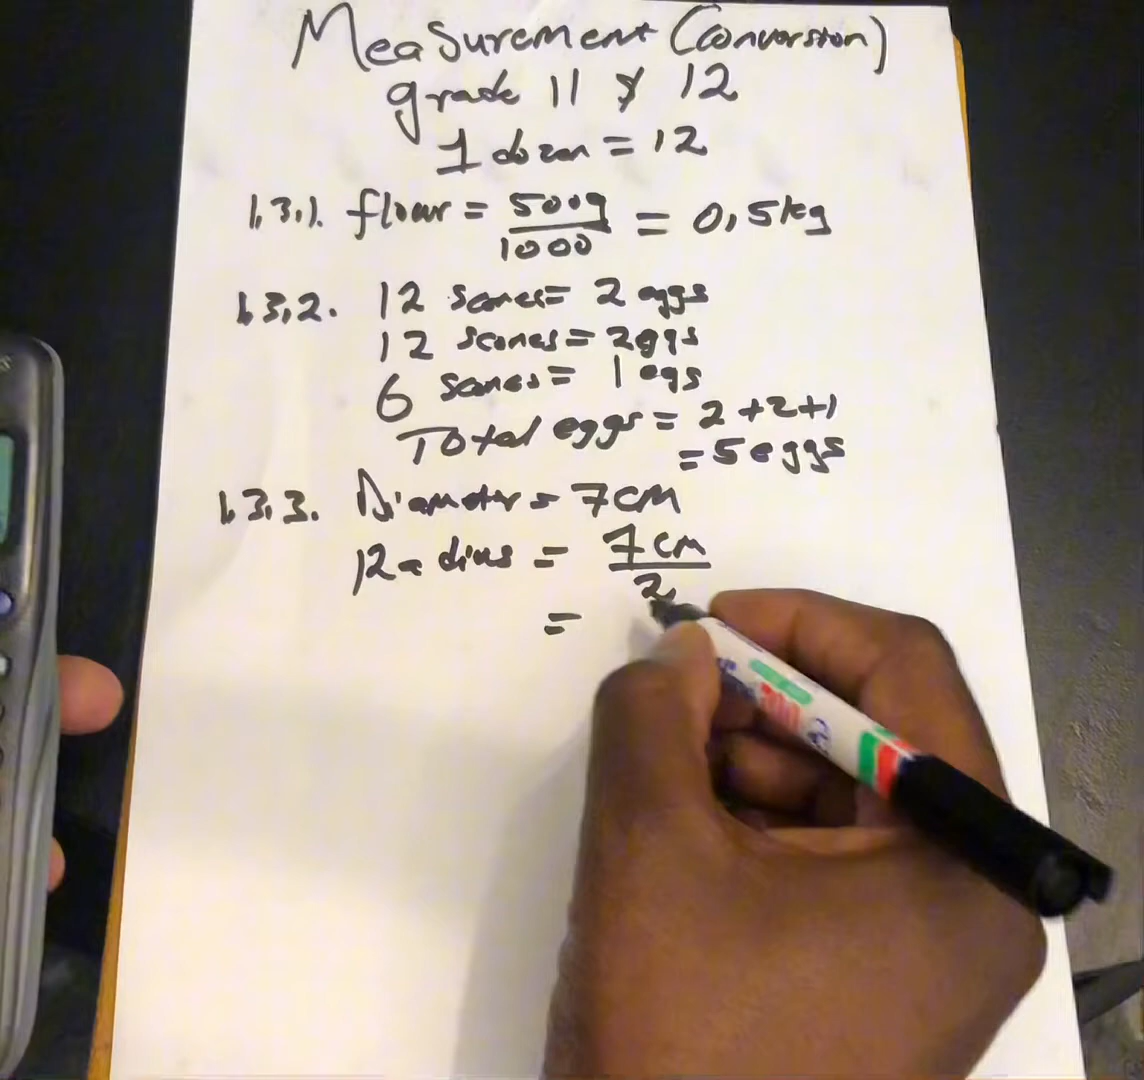 Measurement (Conversion)
grade 11 & 12
1 dozen = 12
1.3.1. flour = 500g / 1000 = 0,5kg
1.3.2. 12 scones = 2 eggs
12 scones = 2 eggs
6 scones = 1 eggs
Total eggs = 2 + 2 + 1
= 5 eggs
1.3.3. Diameter = 7cm
Radius = 7cm / 2
=